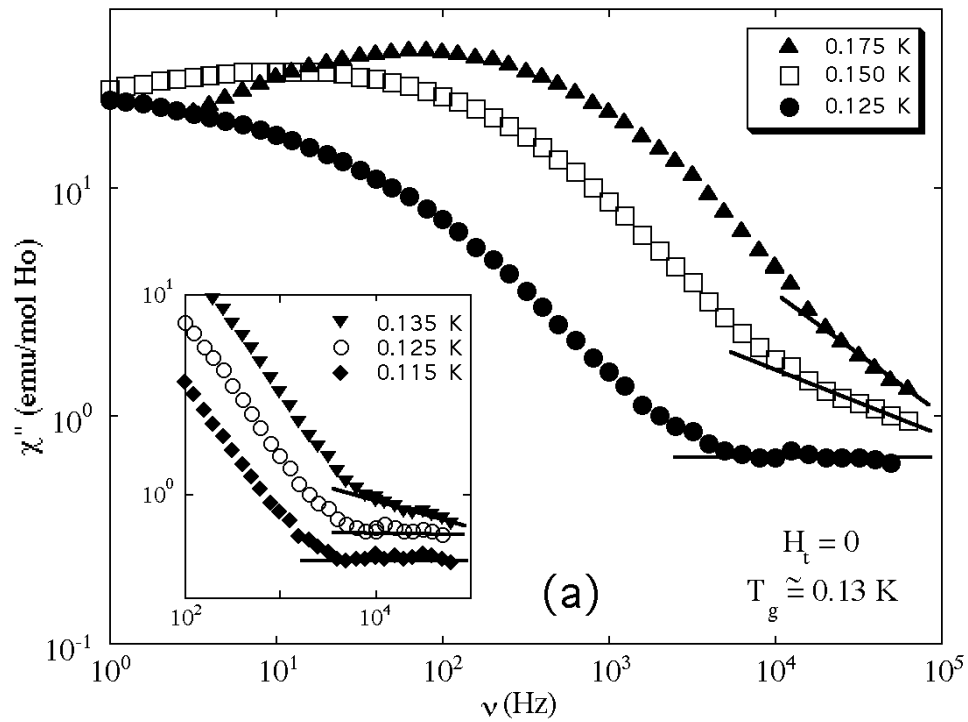 0.175 K
0.150 K
0.125 K
10¹
10⁰
10⁻¹
χ" (emu/mol Ho)
10¹
10⁰
0.135 K
0.125 K
0.115 K
10²
10⁴
(a)
Hₜ = 0
T_g ≅ 0.13 K
10⁰
10¹
10²
10³
10⁴
10⁵
ν (Hz)